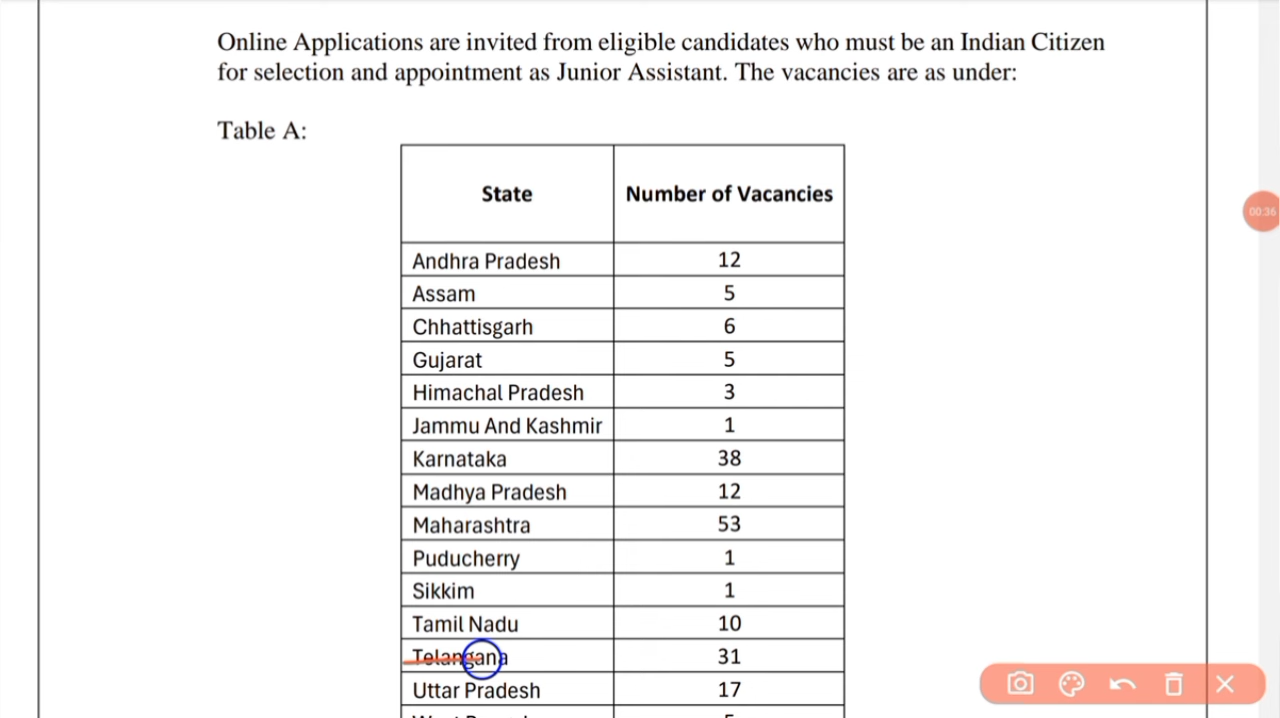 Online Applications are invited from eligible candidates who must be an Indian Citizen
for selection and appointment as Junior Assistant. The vacancies are as under:
Table A:
State Number of Vacancies
Andhra Pradesh 12
Assam 5
Chhattisgarh 6
Gujarat 5
Himachal Pradesh 3
Jammu And Kashmir 1
Karnataka 38
Madhya Pradesh 12
Maharashtra 53
Puducherry 1
Sikkim 1
Tamil Nadu 10
Telangana 31
Uttar Pradesh 17
00:36